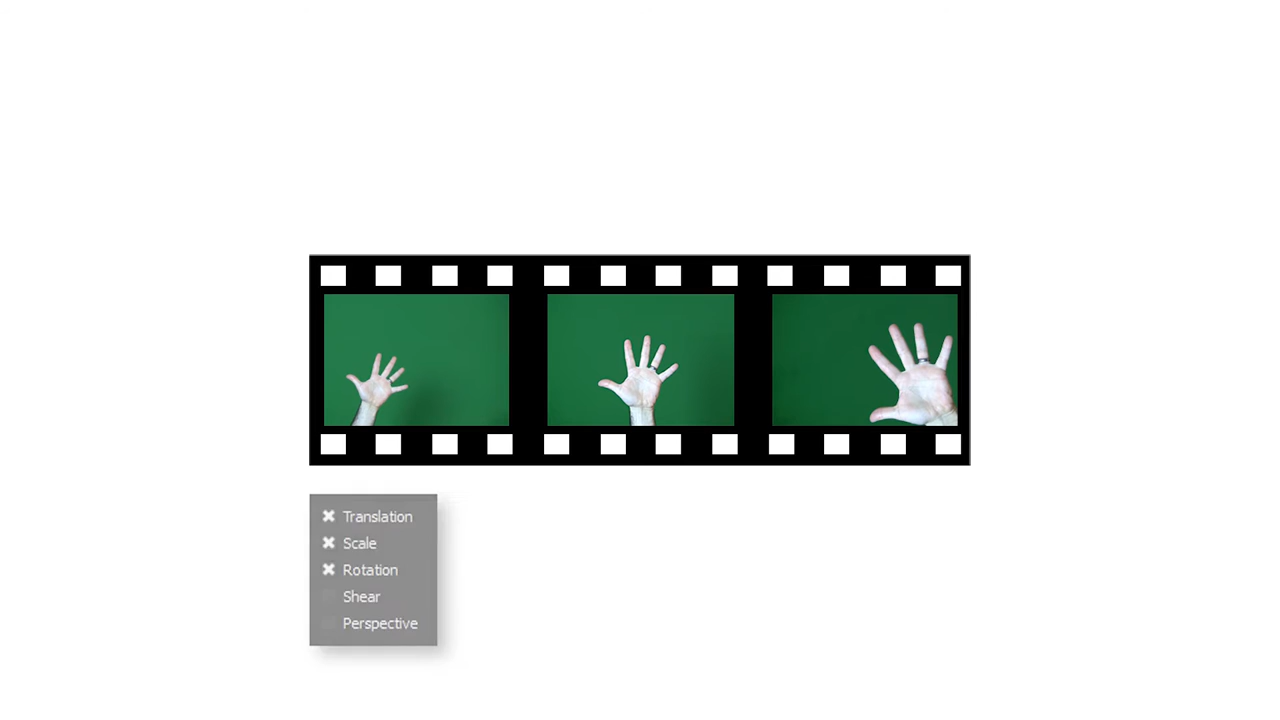 Translation
Scale
Rotation
Shear
Perspective